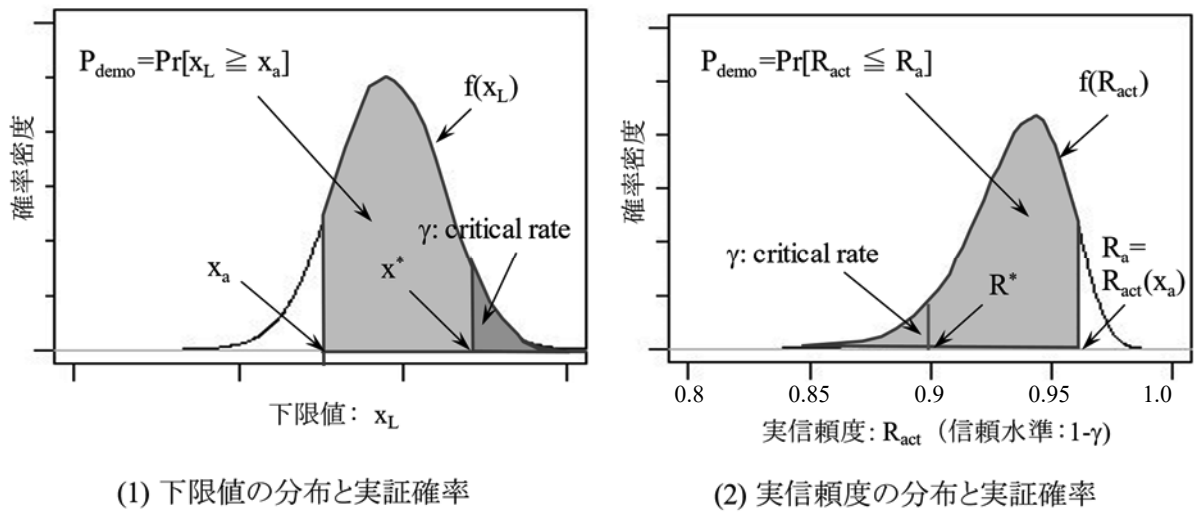 P_demo=Pr[x_L ≧ x_a]
f(x_L)
確率密度
γ: critical rate
x_a
x*
下限値： x_L
(1) 下限値の分布と実証確率
P_demo=Pr[R_act ≦ R_a]
f(R_act)
確率密度
γ: critical rate
R*
R_a=
R_act(x_a)
0.8 0.85 0.9 0.95 1.0
実信頼度: R_act（信頼水準：1-γ)
(2) 実信頼度の分布と実証確率